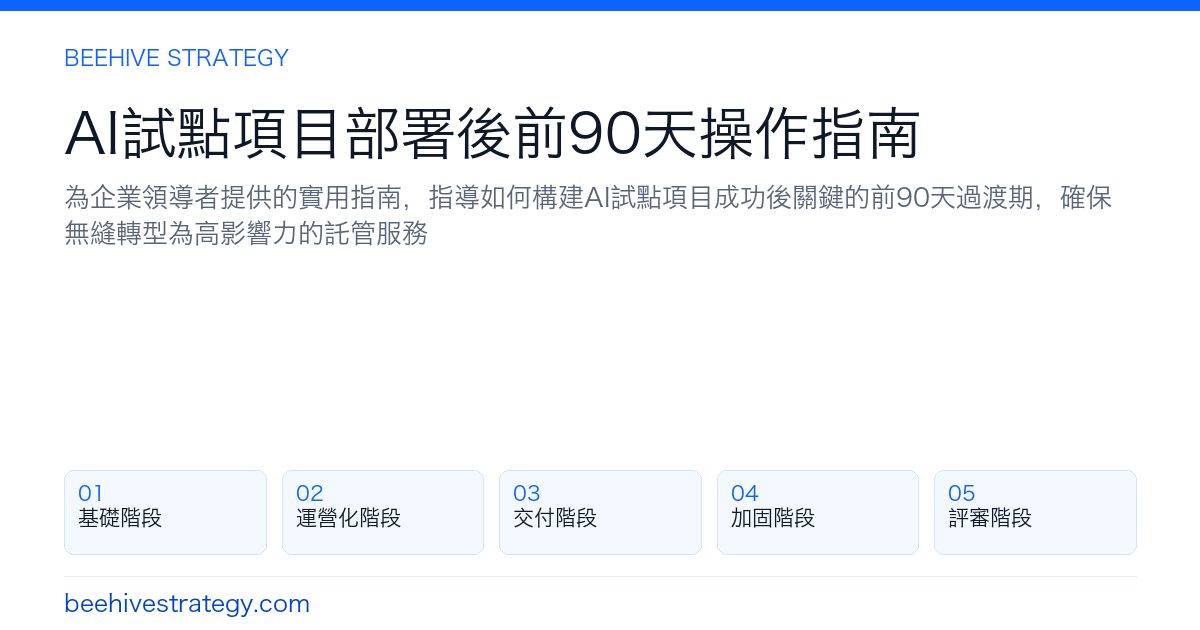 BEEHIVE STRATEGY
AI試點項目部署後前90天操作指南
為企業領導者提供的實用指南，指導如何構建AI試點項目成功後關鍵的前90天過渡期，確保
無縫轉型為高影響力的託管服務
01
基礎階段
02
運營化階段
03
交付階段
04
加固階段
05
評審階段
beehivestrategy.com